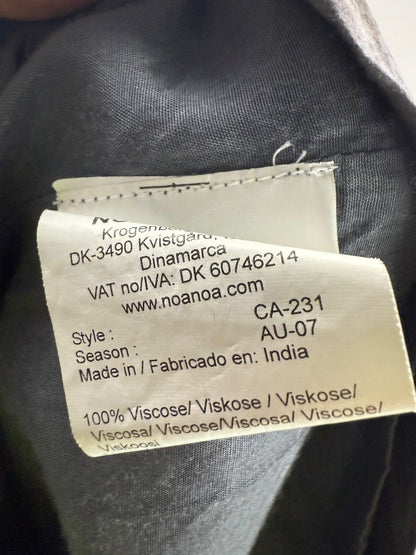 DK-3490 Kvistgård,
Dinamarca
VAT no/IVA: DK 60746214
www.noanoa.com
Style : CA-231
Season : AU-07
Made in / Fabricado en: India
100% Viscose/ Viskose / Viskose/
Viscosa/ Viscose/Viscosa/ Viscose/
Viskoosi